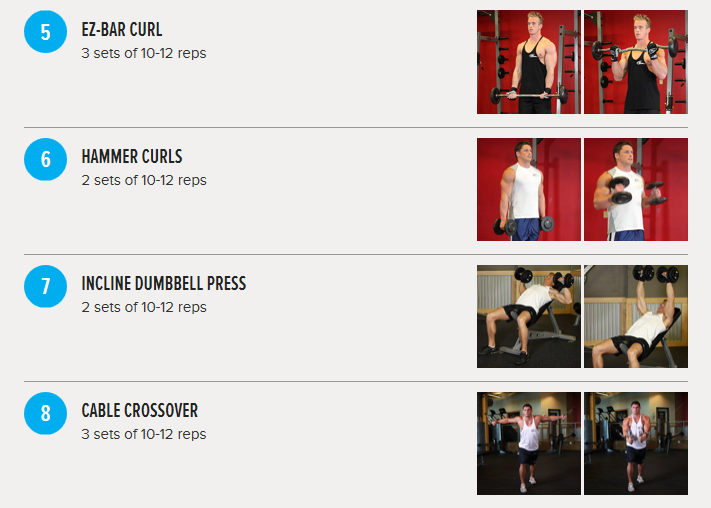 5
EZ-BAR CURL
3 sets of 10-12 reps
6
HAMMER CURLS
2 sets of 10-12 reps
7
INCLINE DUMBBELL PRESS
2 sets of 10-12 reps
8
CABLE CROSSOVER
3 sets of 10-12 reps